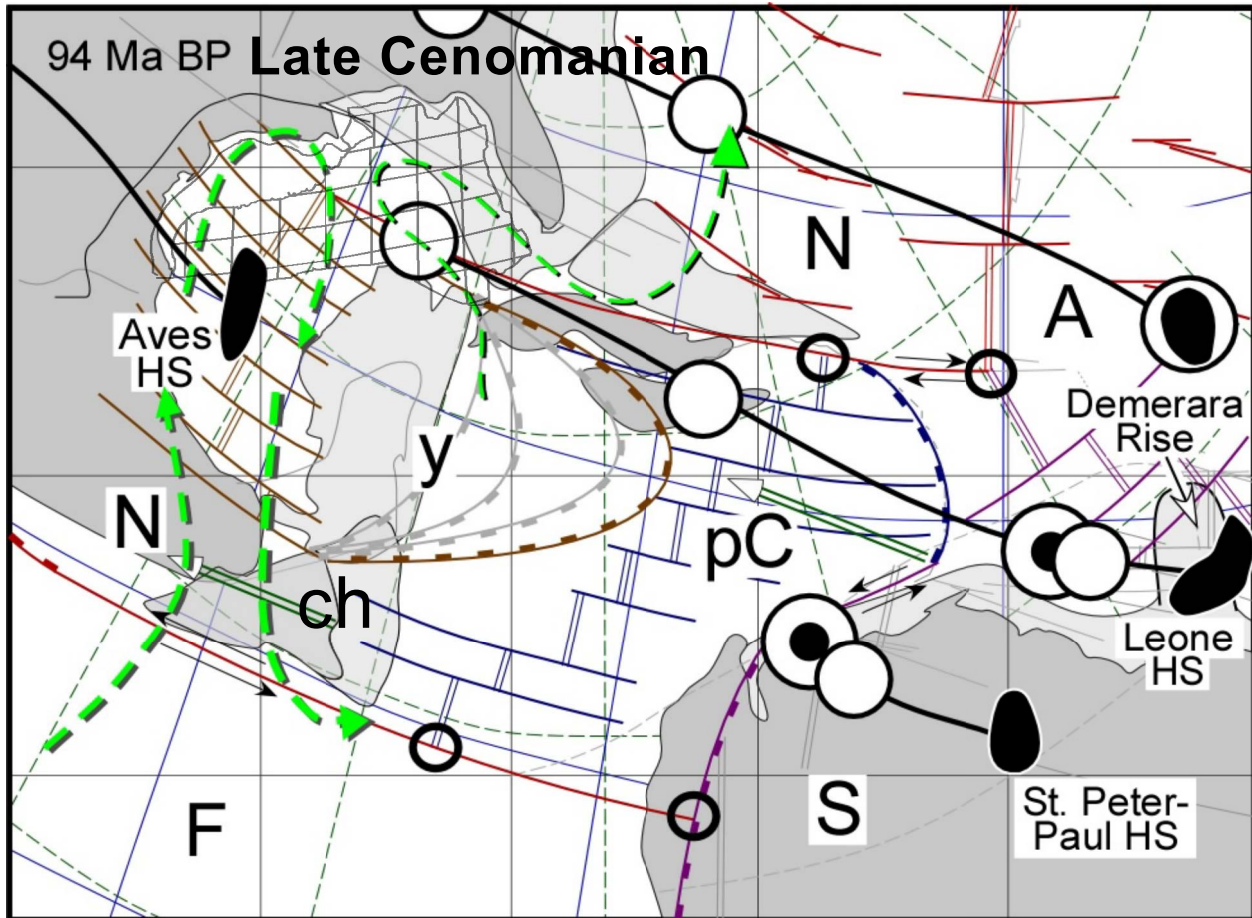 94 Ma BP Late Cenomanian
N
A
Aves
HS
Demerara
Rise
y
N
pC
ch
Leone
HS
F
S
St. Peter-
Paul HS